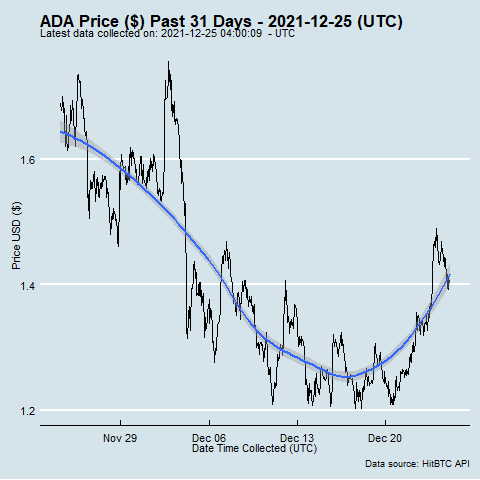 ADA Price ($) Past 31 Days - 2021-12-25 (UTC)
Latest data collected on: 2021-12-25 04:00:09 - UTC
Price USD ($)
1.6
1.4
1.2
Nov 29 Dec 06 Dec 13 Dec 20
Date Time Collected (UTC)
Data source: HitBTC API